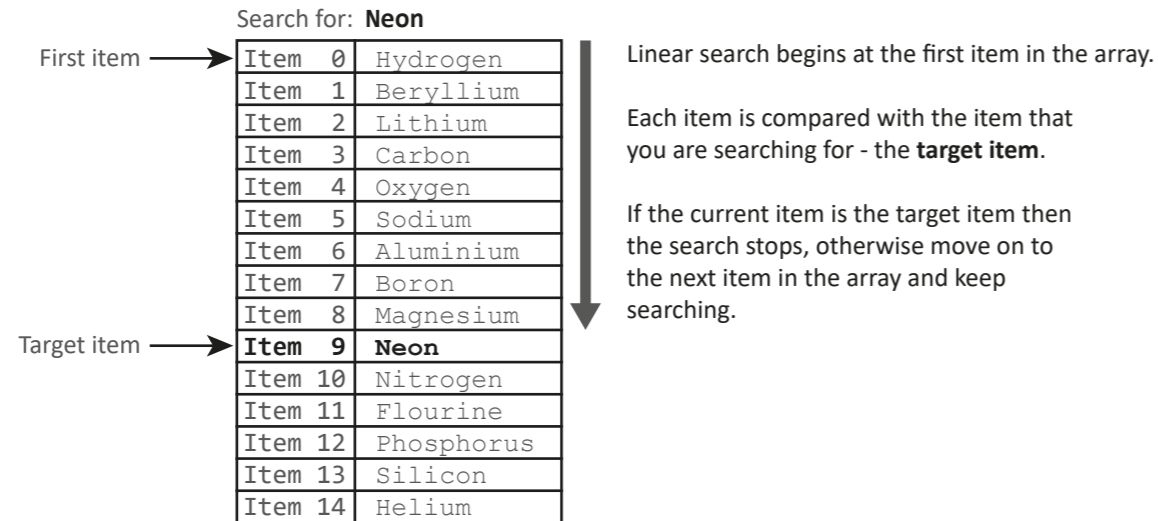 Search for: Neon
First item
Item 0 Hydrogen
Item 1 Beryllium
Item 2 Lithium
Item 3 Carbon
Item 4 Oxygen
Item 5 Sodium
Item 6 Aluminium
Item 7 Boron
Item 8 Magnesium
Target item
Item 9 Neon
Item 10 Nitrogen
Item 11 Flourine
Item 12 Phosphorus
Item 13 Silicon
Item 14 Helium
Linear search begins at the first item in the array.
Each item is compared with the item that
you are searching for - the target item.
If the current item is the target item then
the search stops, otherwise move on to
the next item in the array and keep
searching.